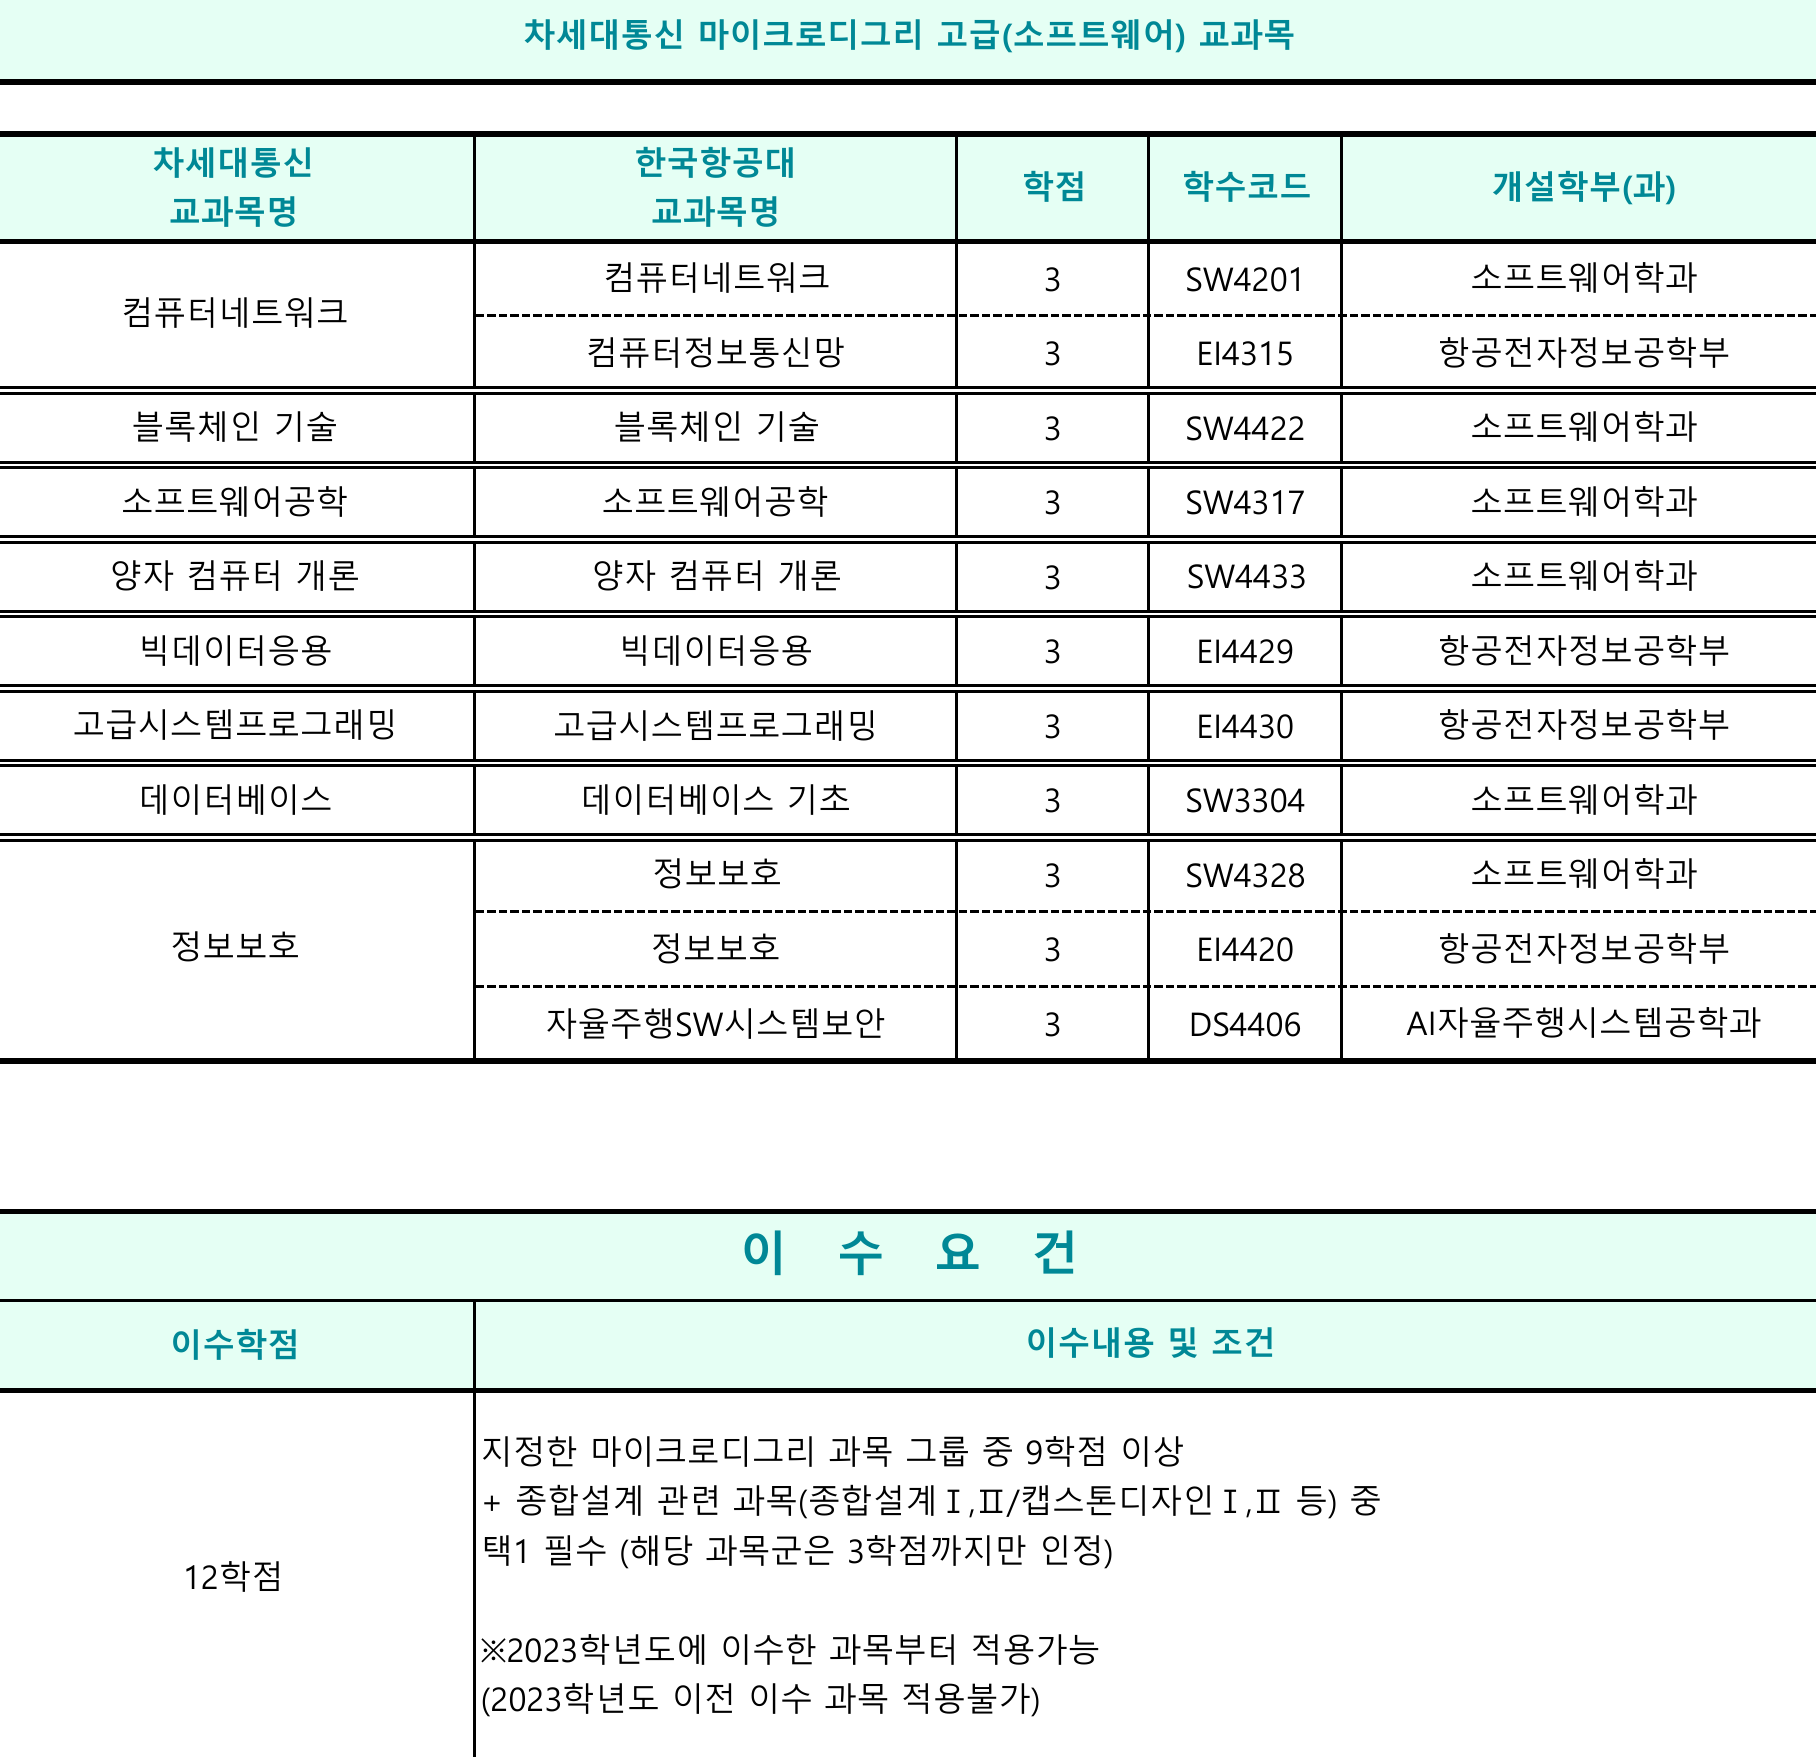 차세대통신 마이크로디그리 고급(소프트웨어) 교과목
차세대통신
교과목명
한국항공대
교과목명
학점
학수코드
개설학부(과)
컴퓨터네트워크
컴퓨터네트워크
3
SW4201
소프트웨어학과
컴퓨터정보통신망
3
EI4315
항공전자정보공학부
블록체인 기술
블록체인 기술
3
SW4422
소프트웨어학과
소프트웨어공학
소프트웨어공학
3
SW4317
소프트웨어학과
양자 컴퓨터 개론
양자 컴퓨터 개론
3
SW4433
소프트웨어학과
빅데이터응용
빅데이터응용
3
EI4429
항공전자정보공학부
고급시스템프로그래밍
고급시스템프로그래밍
3
EI4430
항공전자정보공학부
데이터베이스
데이터베이스 기초
3
SW3304
소프트웨어학과
정보보호
정보보호
3
SW4328
소프트웨어학과
정보보호
3
EI4420
항공전자정보공학부
자율주행SW시스템보안
3
DS4406
AI자율주행시스템공학과
이 수 요 건
이수학점
이수내용 및 조건
12학점
지정한 마이크로디그리 과목 그룹 중 9학점 이상
+ 종합설계 관련 과목(종합설계Ⅰ,Ⅱ/캡스톤디자인Ⅰ,Ⅱ 등) 중
택1 필수 (해당 과목군은 3학점까지만 인정)
※2023학년도에 이수한 과목부터 적용가능
(2023학년도 이전 이수 과목 적용불가)